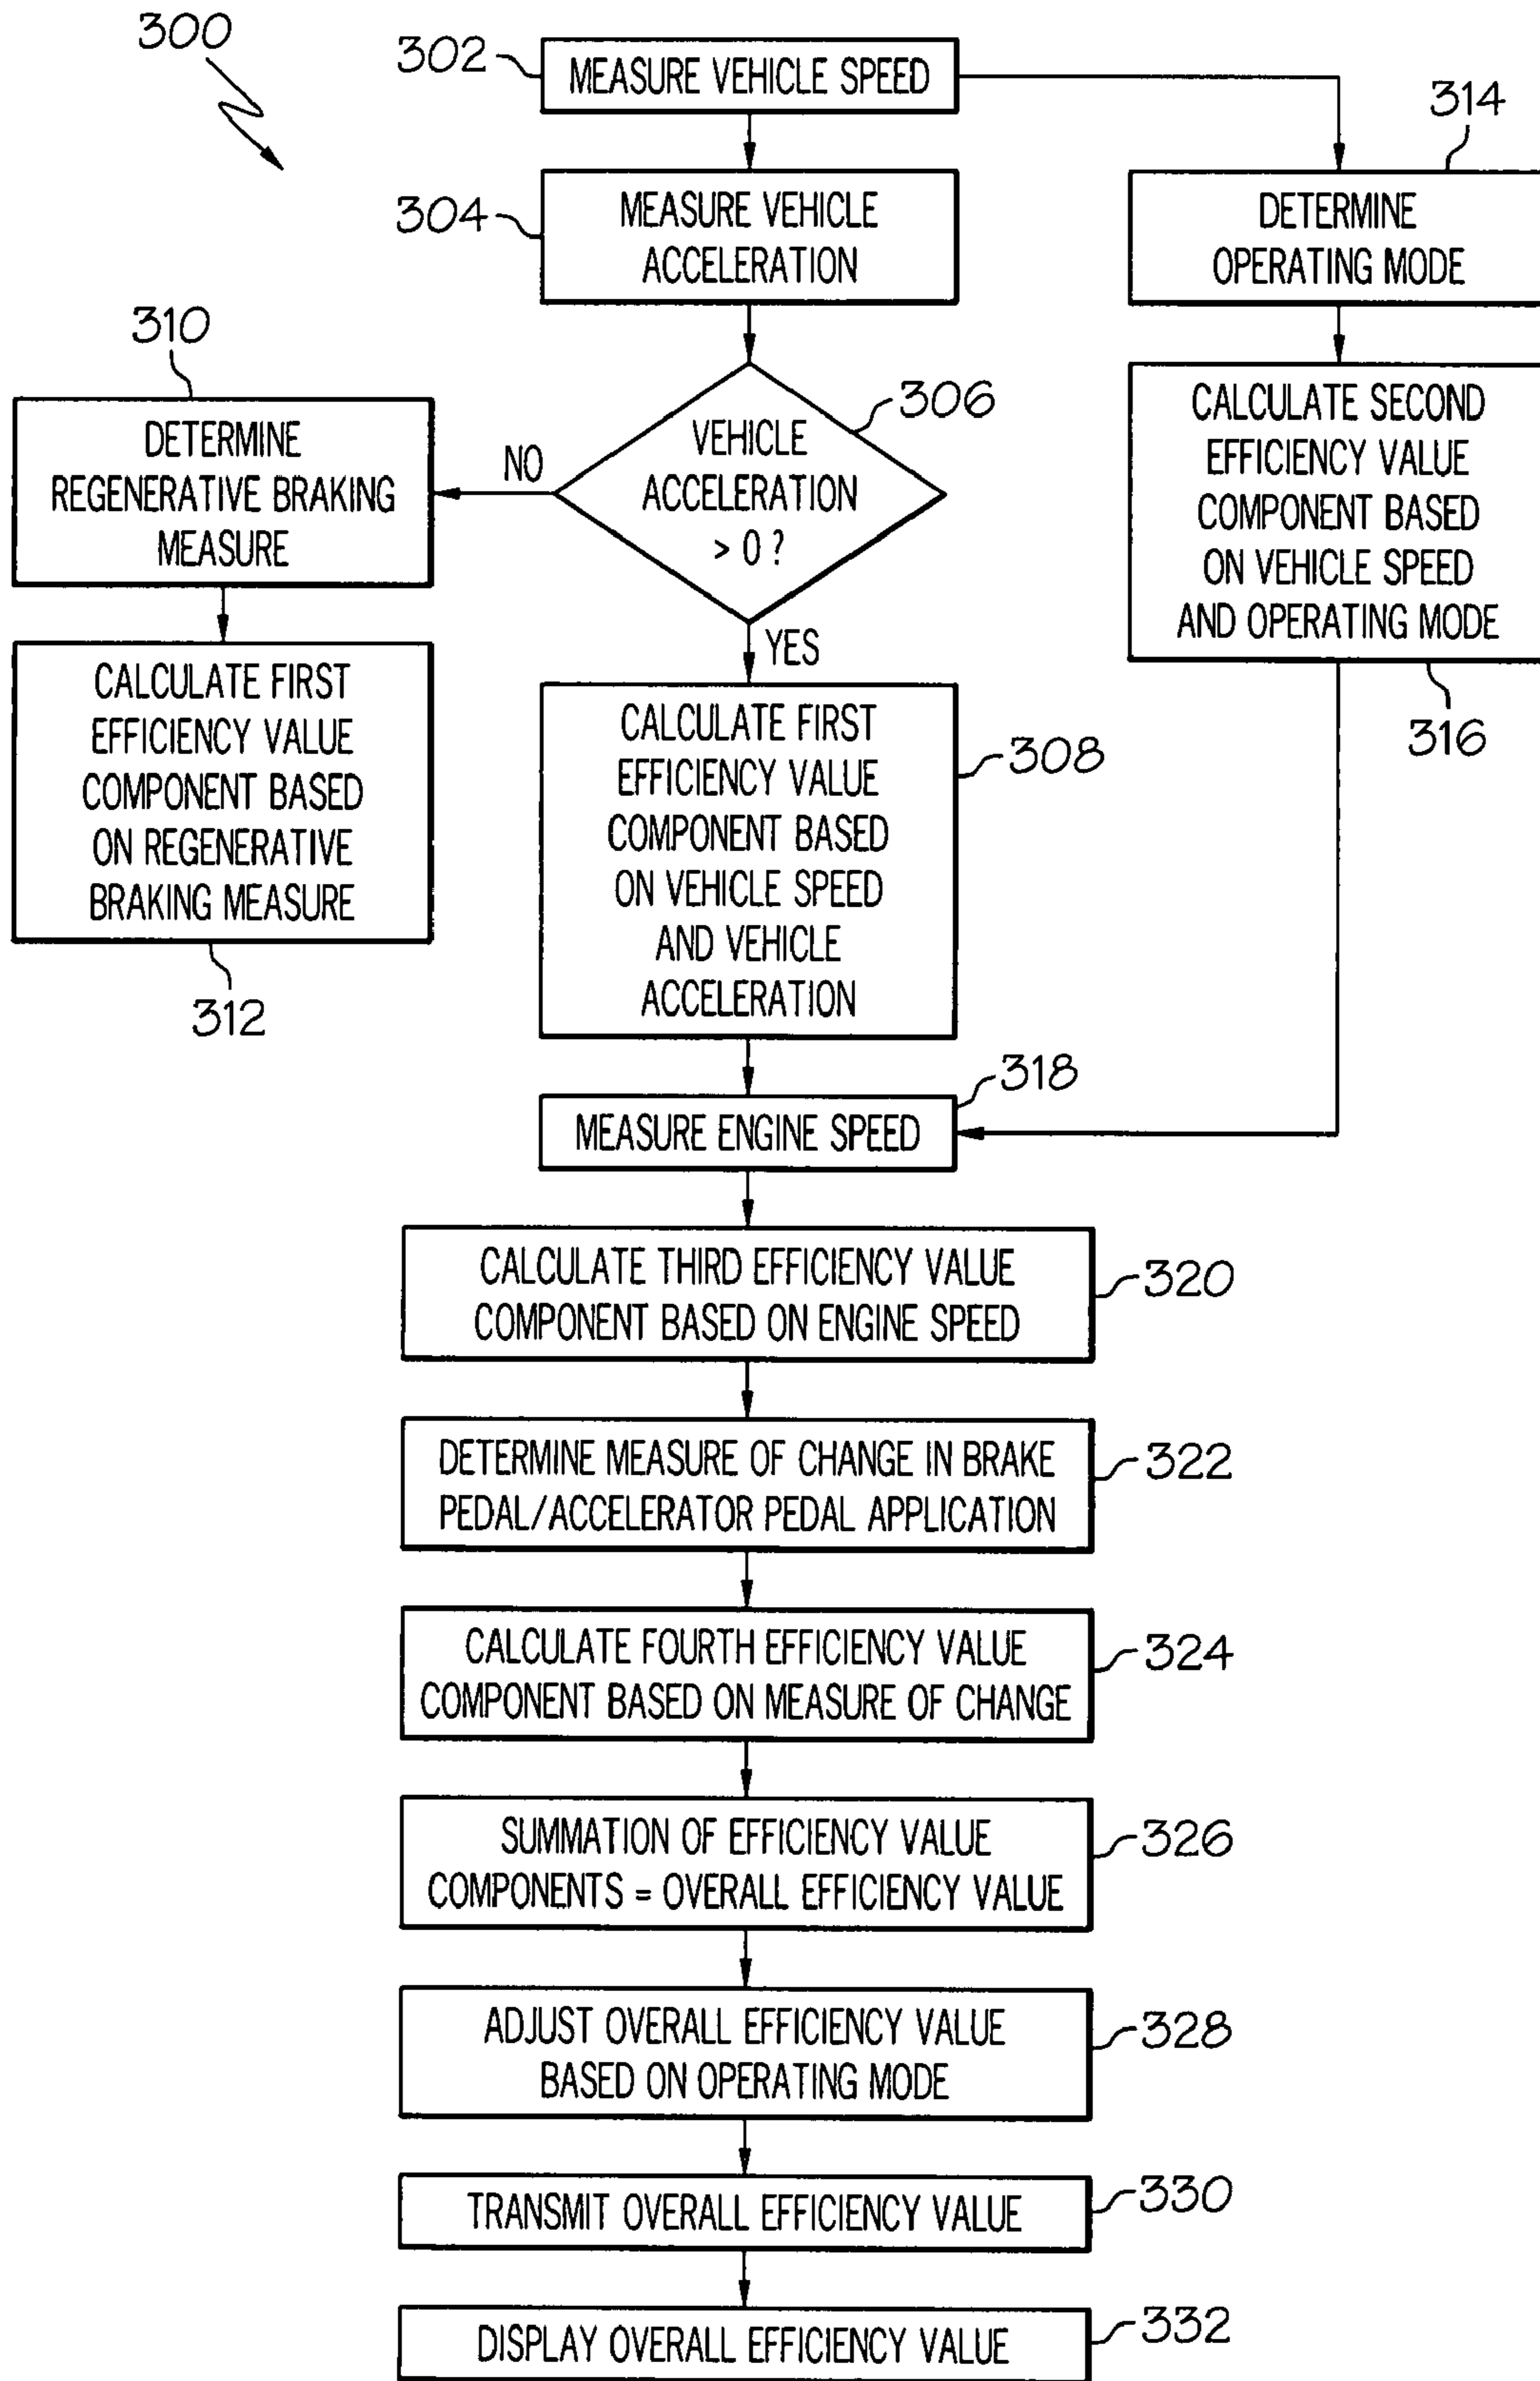 300
302
MEASURE VEHICLE SPEED
304
MEASURE VEHICLE
ACCELERATION
314
DETERMINE
OPERATING MODE
306
VEHICLE
ACCELERATION
> 0 ?
NO
YES
310
DETERMINE
REGENERATIVE BRAKING
MEASURE
CALCULATE FIRST
EFFICIENCY VALUE
COMPONENT BASED
ON REGENERATIVE
BRAKING MEASURE
312
CALCULATE SECOND
EFFICIENCY VALUE
COMPONENT BASED
ON VEHICLE SPEED
AND OPERATING MODE
316
CALCULATE FIRST
EFFICIENCY VALUE
COMPONENT BASED
ON VEHICLE SPEED
AND VEHICLE
ACCELERATION
308
318
MEASURE ENGINE SPEED
CALCULATE THIRD EFFICIENCY VALUE
COMPONENT BASED ON ENGINE SPEED
320
DETERMINE MEASURE OF CHANGE IN BRAKE
PEDAL/ACCELERATOR PEDAL APPLICATION
322
CALCULATE FOURTH EFFICIENCY VALUE
COMPONENT BASED ON MEASURE OF CHANGE
324
SUMMATION OF EFFICIENCY VALUE
COMPONENTS = OVERALL EFFICIENCY VALUE
326
ADJUST OVERALL EFFICIENCY VALUE
BASED ON OPERATING MODE
328
TRANSMIT OVERALL EFFICIENCY VALUE
330
DISPLAY OVERALL EFFICIENCY VALUE
332